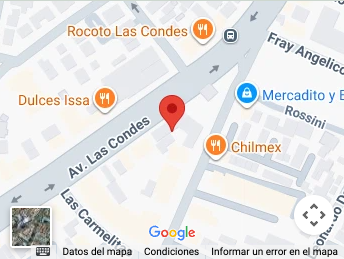 Rocoto Las Condes
Fray Angelico
Dulces Issa
Mercadito y
Rossini
Av. Las Condes
Chilmex
Las Carmelit
Google
Datos del mapa Condiciones Informar un error en el mapa